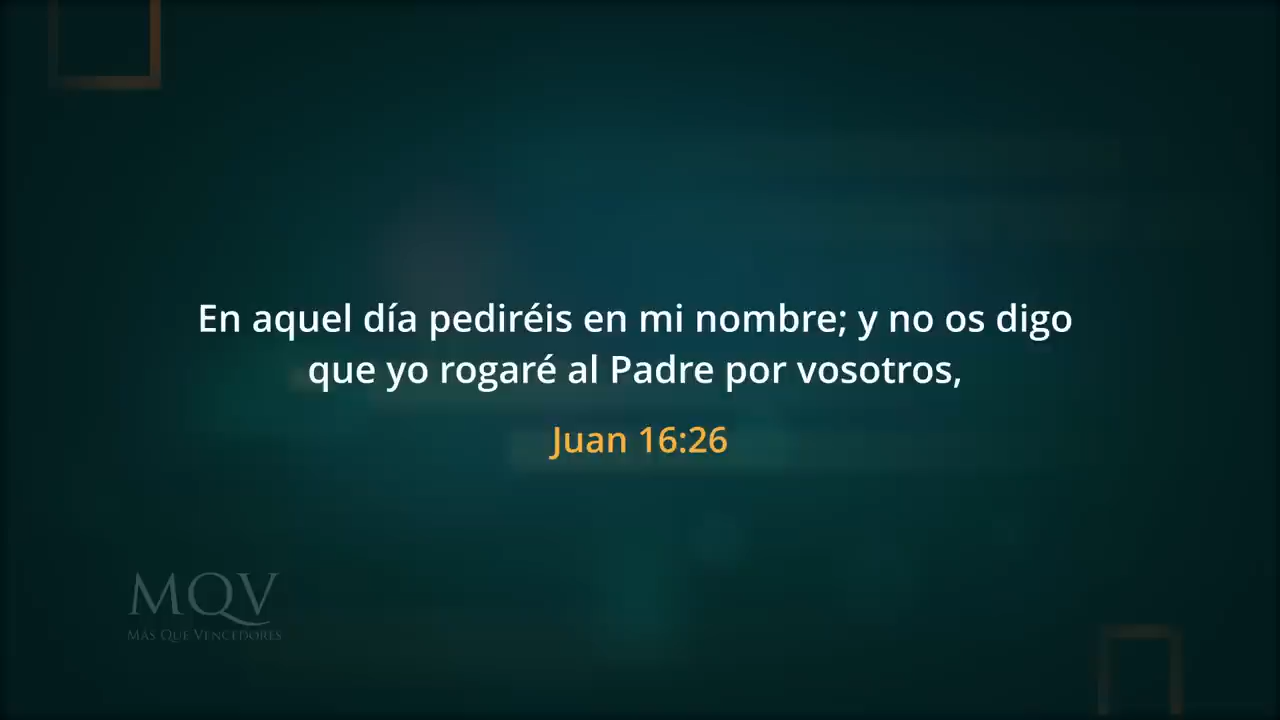 En aquel día pediréis en mi nombre; y no os digo
que yo rogaré al Padre por vosotros,
Juan 16:26
MQV
MÁS QUE VENCEDORES